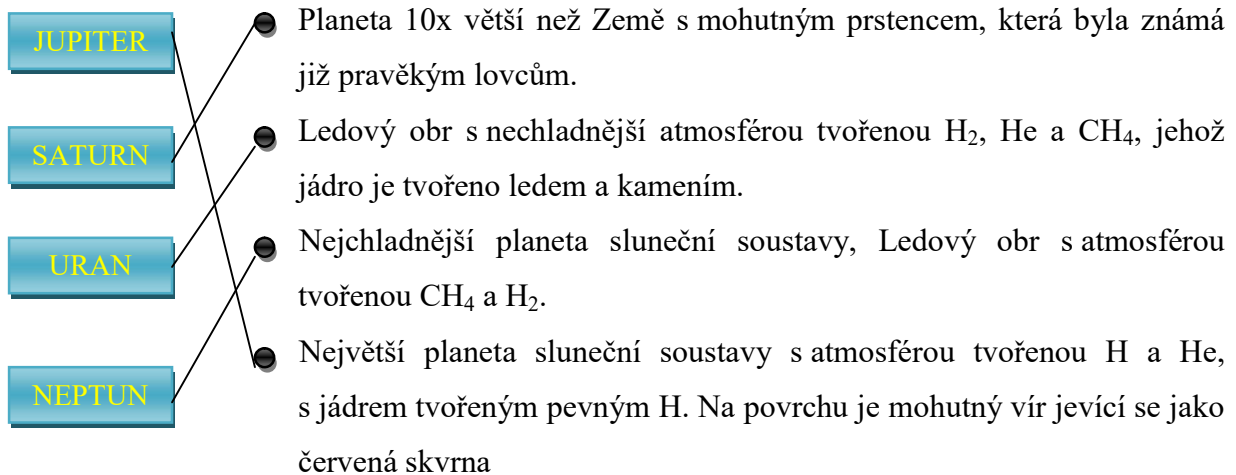 JUPITER
SATURN
URAN
NEPTUN
Planeta 10x větší než Země s mohutným prstencem, která byla známá
již pravěkým lovcům.
Ledový obr s nechladnější atmosférou tvořenou H₂, He a CH₄, jehož
jádro je tvořeno ledem a kamením.
Nejchladnější planeta sluneční soustavy, Ledový obr s atmosférou
tvořenou CH₄ a H₂.
Největší planeta sluneční soustavy s atmosférou tvořenou H a He,
s jádrem tvořeným pevným H. Na povrchu je mohutný vír jevící se jako
červená skvrna